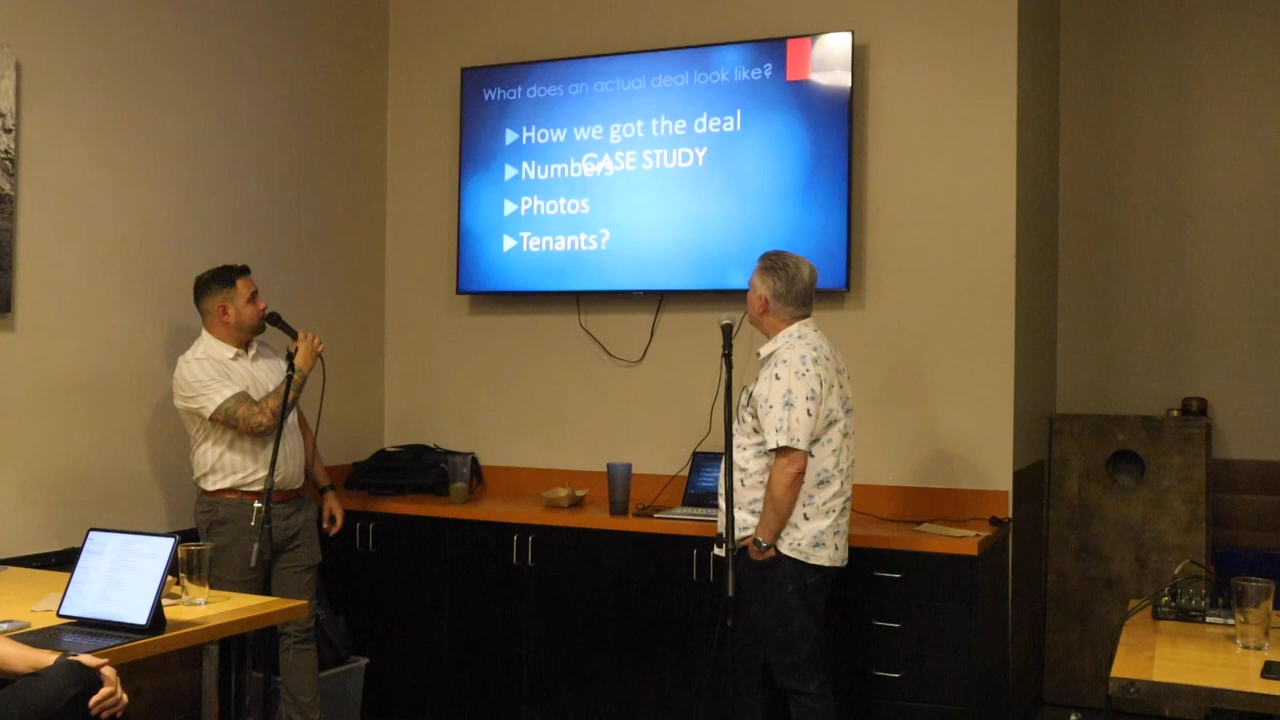 What does an actual deal look like?
How we got the deal
Numbers
CASE STUDY
Photos
Tenants?